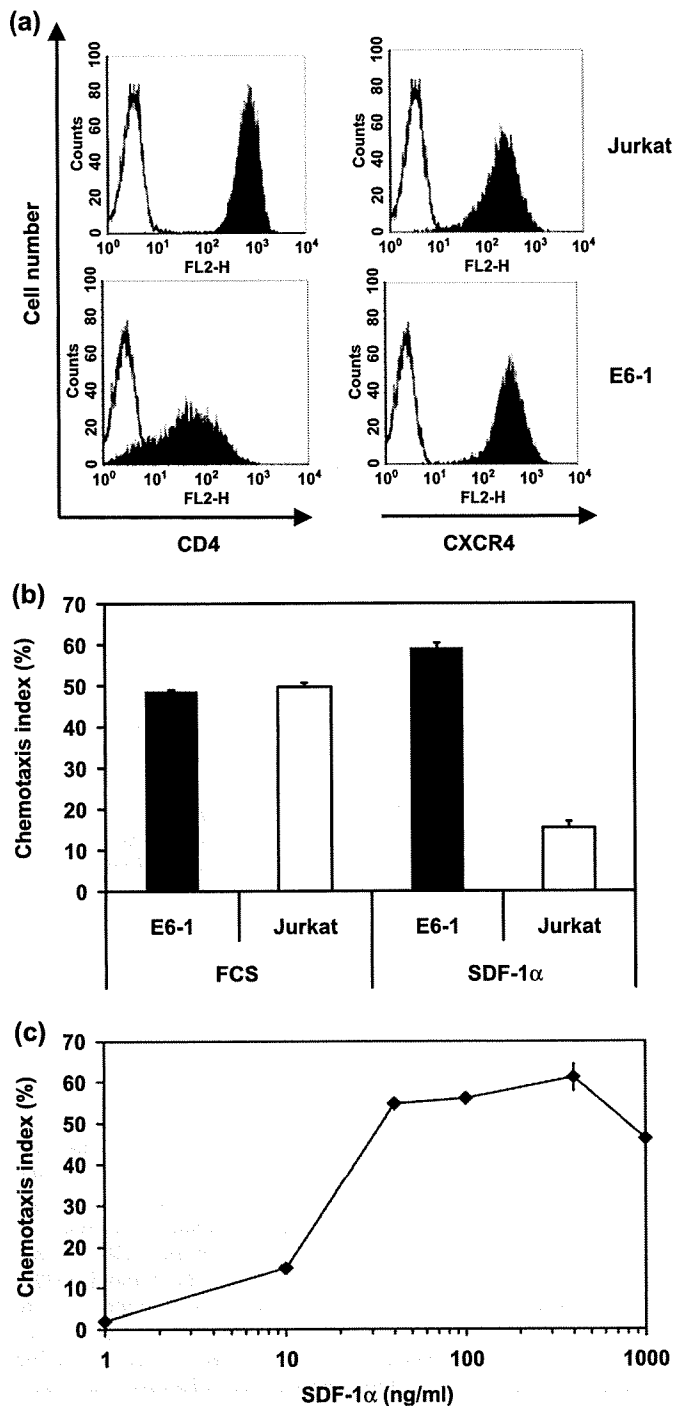 (a)
Cell number
Counts
100
80
60
40
20
0
10⁰ 10¹ 10² 10³ 10⁴
FL2-H
Counts
100
80
60
40
20
0
10⁰ 10¹ 10² 10³ 10⁴
FL2-H
Jurkat
Counts
100
80
60
40
20
0
10⁰ 10¹ 10² 10³ 10⁴
FL2-H
Counts
100
80
60
40
20
0
10⁰ 10¹ 10² 10³ 10⁴
FL2-H
E6-1
CD4
CXCR4
(b)
Chemotaxis index (%)
70
60
50
40
30
20
10
0
E6-1 Jurkat E6-1 Jurkat
FCS SDF-1α
(c)
Chemotaxis index (%)
70
60
50
40
30
20
10
0
1 10 100 1000
SDF-1α (ng/ml)